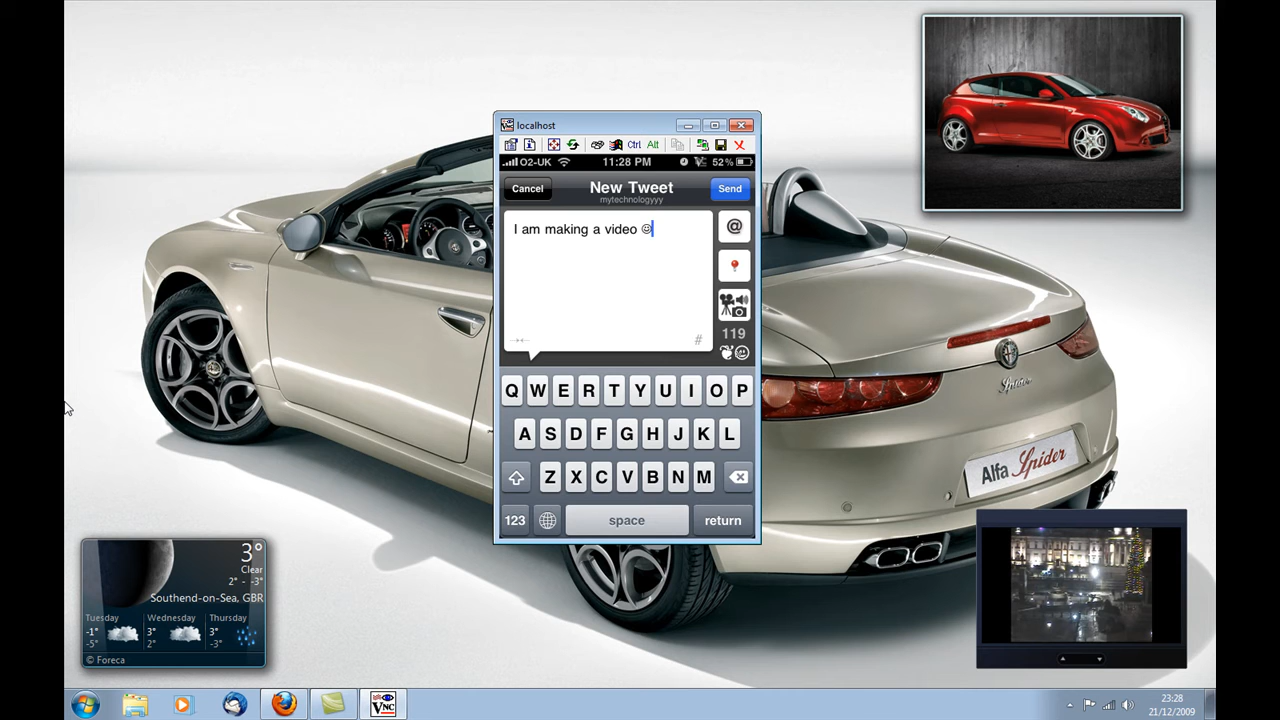 localhost
Ctrl Alt
O2-UK 11:28 PM 52%
Cancel New Tweet Send
mytechnologyyy
I am making a video ☺
@
119
#
Q W E R T Y U I O P
A S D F G H J K L
Z X C V B N M
123 space return
Spider
Alfa Spider
3°
Clear
2° - -3°
Southend-on-Sea, GBR
Tuesday Wednesday Thursday
-1° 3° 3°
-5° 2° -3°
© Foreca
VNC
23:28
21/12/2009